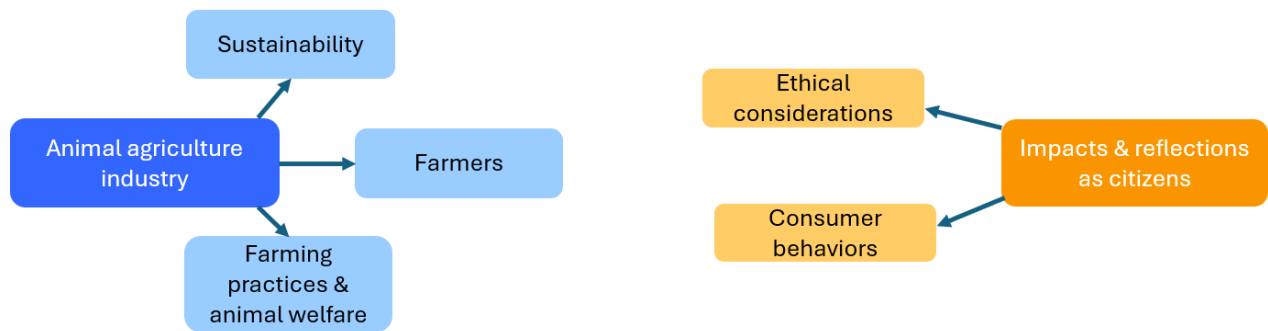 Sustainability
Animal agriculture
industry
Farmers
Farming
practices &
animal welfare
Ethical
considerations
Impacts & reflections
as citizens
Consumer
behaviors